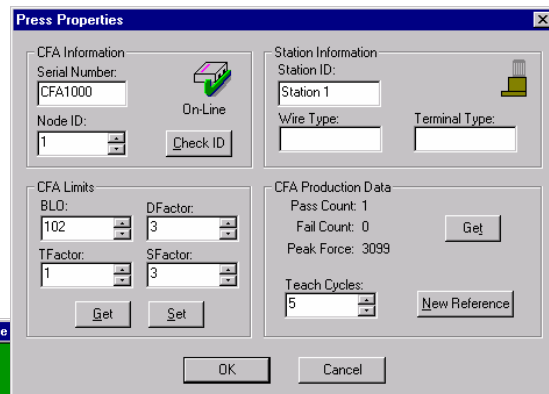 Press Properties
CFA Information
Serial Number:
CFA1000
On-Line
Node ID:
1
Check ID
Station Information
Station ID:
Station 1
Wire Type:
Terminal Type:
CFA Limits
BLO:
102
DFactor:
3
TFactor:
1
SFactor:
3
Get
Set
CFA Production Data
Pass Count: 1
Fail Count: 0
Peak Force: 3099
Get
Teach Cycles:
5
New Reference
OK
Cancel
e